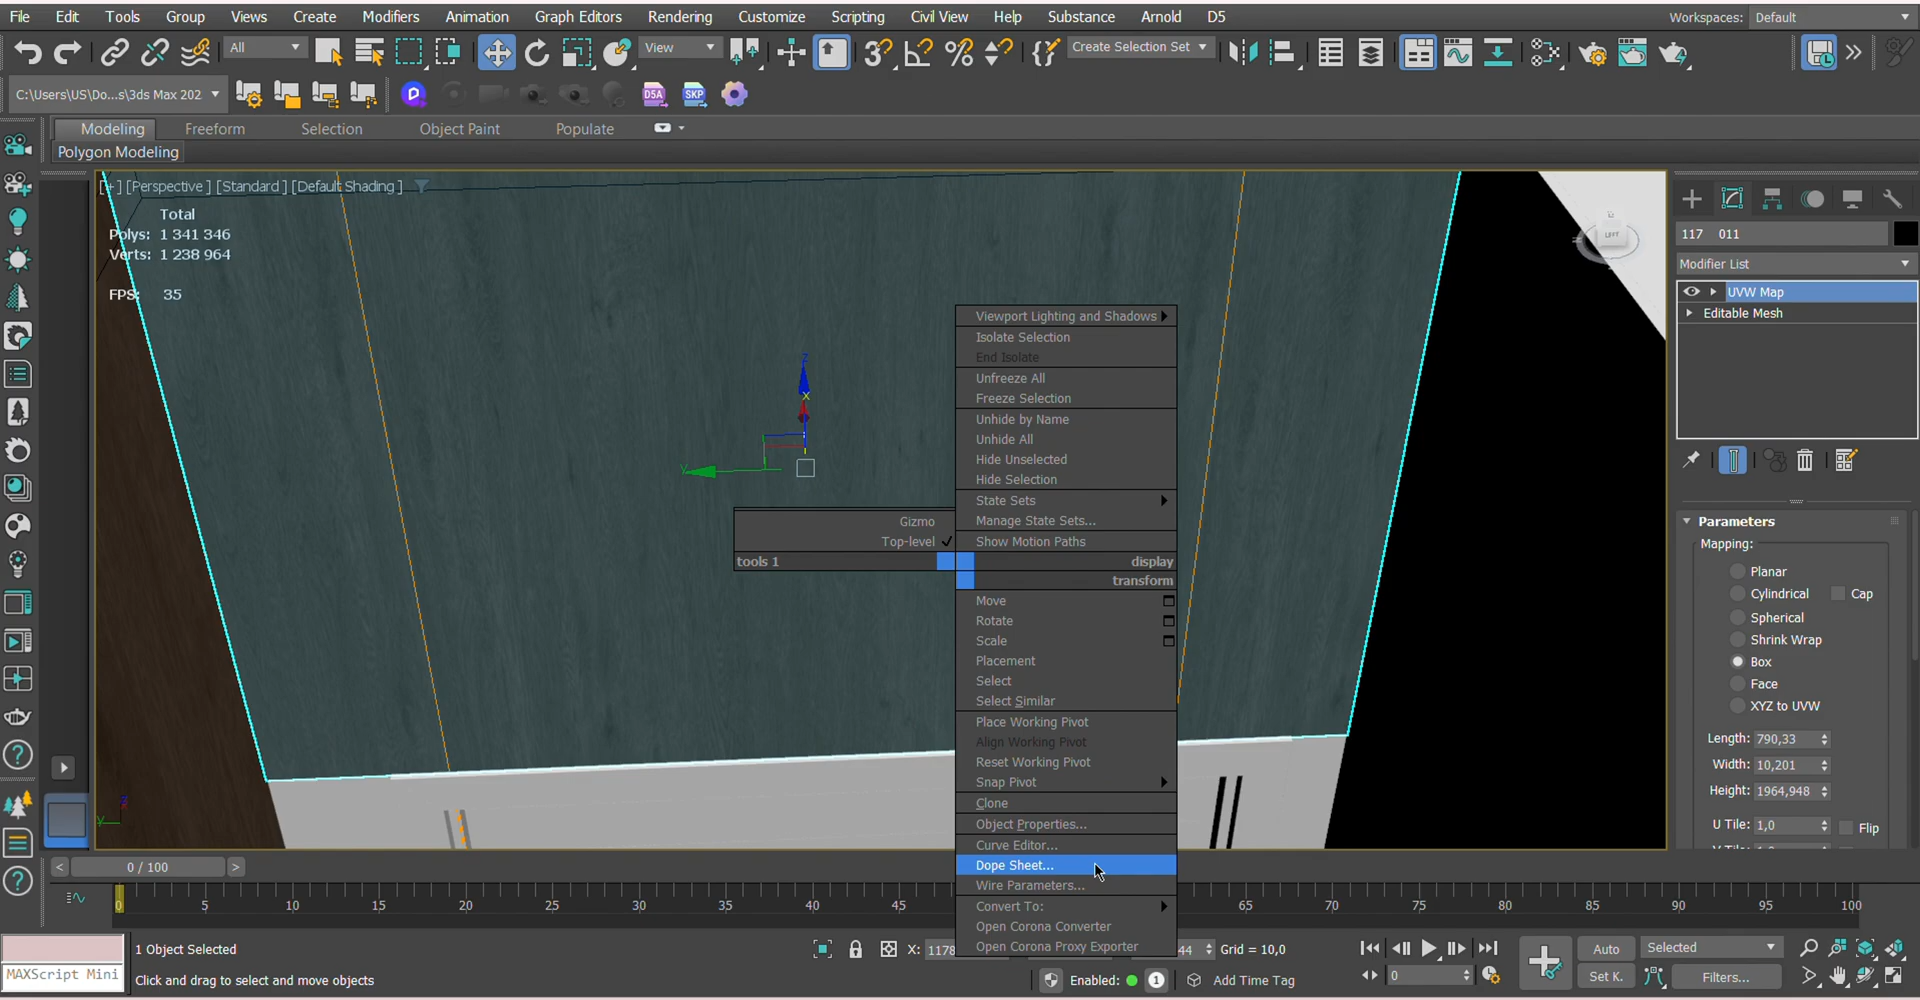 File Edit Tools Group Views Create Modifiers Animation Graph Editors Rendering Customize Scripting Civil View Help Substance Arnold D5 Workspaces: Default
All View Create Selection Set
C:\Users\US\Do...s\3ds Max 202 D5A SKP
Modeling Freeform Selection Object Paint Populate
Polygon Modeling
[+] [Perspective ] [Standard ] [Default Shading ]
Total
Polys: 1 341 346
Verts: 1 238 964
FPS: 35
LEFT
z
x
y
Viewport Lighting and Shadows
Isolate Selection
End Isolate
Unfreeze All
Freeze Selection
Unhide by Name
Unhide All
Hide Unselected
Hide Selection
State Sets
Manage State Sets...
Show Motion Paths
Gizmo
Top-level
tools 1
display
transform
Move
Rotate
Scale
Placement
Select
Select Similar
Place Working Pivot
Align Working Pivot
Reset Working Pivot
Snap Pivot
Clone
Object Properties...
Curve Editor...
Dope Sheet...
Wire Parameters...
Convert To:
Open Corona Converter
Open Corona Proxy Exporter
117 011
Modifier List
UVW Map
Editable Mesh
Parameters
Mapping:
Planar
Cylindrical Cap
Spherical
Shrink Wrap
Box
Face
XYZ to UVW
Length: 790,33
Width: 10,201
Height: 1964,948
U Tile: 1,0 Flip
< 0 / 100 >
0 5 10 15 20 25 30 35 40 45 65 70 75 80 85 90 95 100
1 Object Selected X: 1178 44 Grid = 10,0 Auto Selected
MAXScript Mini Click and drag to select and move objects Enabled: 1 Add Time Tag 0 Set K. Filters...